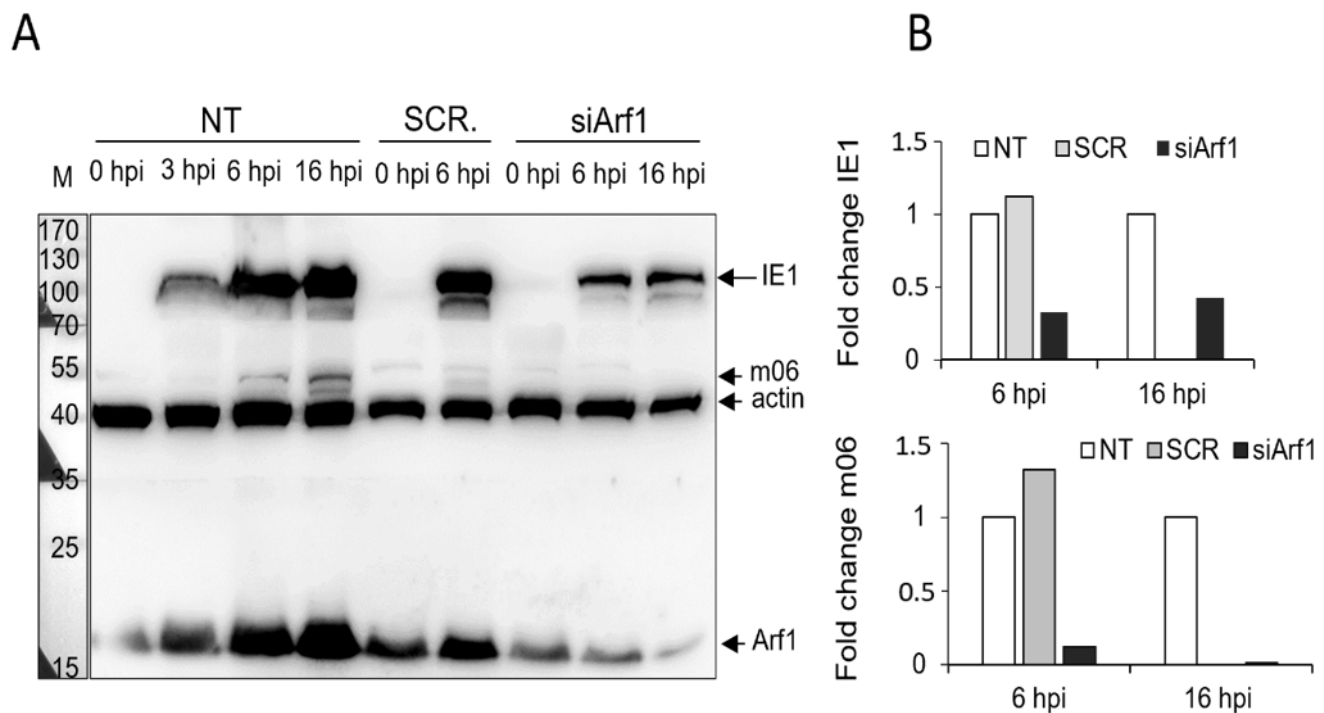 A
NT SCR. siArf1
M 0 hpi 3 hpi 6 hpi 16 hpi 0 hpi 6 hpi 0 hpi 6 hpi 16 hpi
170
130
100
70
55
40
35
25
15
IE1
m06
actin
Arf1
B
Fold change IE1
1.5
1
0.5
0
NT SCR siArf1
6 hpi 16 hpi
Fold change m06
1.5
1
0.5
0
NT SCR siArf1
6 hpi 16 hpi